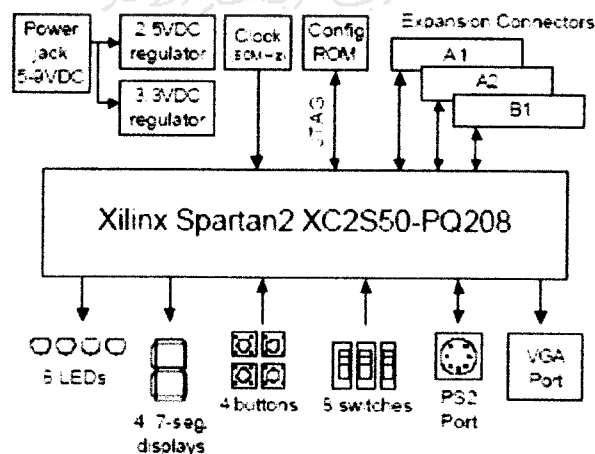 Power
jack
5-9VDC
2.5VDC
regulator
3.3VDC
regulator
Clock
Config
ROM
JTAG
Expansion Connectors
A1
A2
B1
Xilinx Spartan2 XC2S50-PQ208
LEDs
4 7-seg.
displays
4 buttons
switches
PS2
Port
VGA
Port